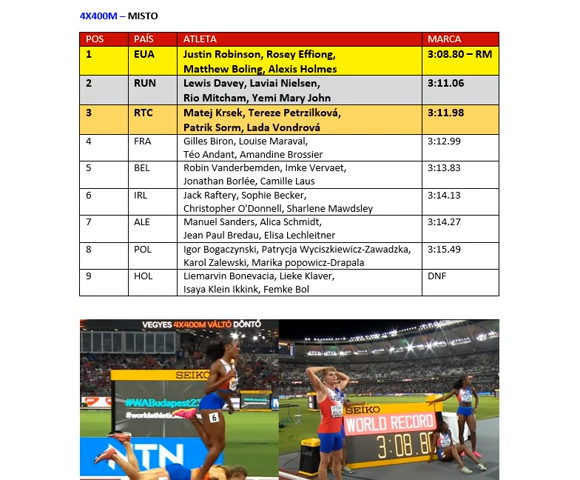 4X400M – MISTO
POS PAÍS ATLETA MARCA
1 EUA Justin Robinson, Rosey Effiong, 3:08.80 – RM
Matthew Boling, Alexis Holmes
2 RUN Lewis Davey, Laviai Nielsen, 3:11.06
Rio Mitcham, Yemi Mary John
3 RTC Matej Krsek, Tereze Petrzilková, 3:11.98
Patrik Sorm, Lada Vondrová
4 FRA Gilles Biron, Louise Maraval, 3:12.99
Téo Andant, Amandine Brossier
5 BEL Robin Vanderbemden, Imke Vervaet, 3:13.83
Jonathan Borlée, Camille Laus
6 IRL Jack Raftery, Sophie Becker, 3:14.13
Christopher O'Donnell, Sharlene Mawdsley
7 ALE Manuel Sanders, Alica Schmidt, 3:14.27
Jean Paul Bredau, Elisa Lechleitner
8 POL Igor Bogaczynski, Patrycja Wyciszkiewicz-Zawadzka, 3:15.49
Karol Zalewski, Marika popowicz-Drapala
9 HOL Liemarvin Bonevacia, Lieke Klaver, DNF
Isaya Klein Ikkink, Femke Bol
VEGYES 4X400M VÁLTÓ DÖNTŐ
SEIKO
#WABudapest23
#worldathleti
6
NTN
SEIKO
WORLD RECORD
3:08.80